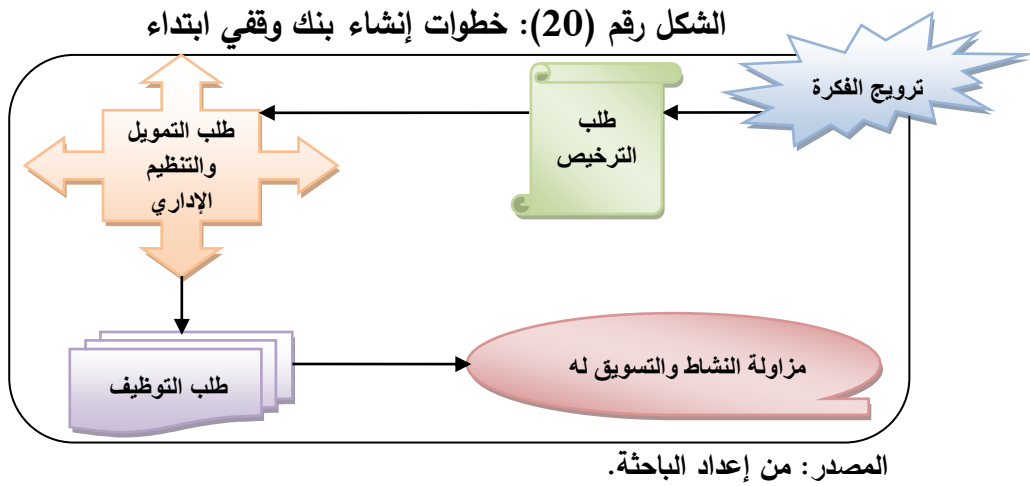 الشكل رقم (20): خطوات إنشاء بنك وقفي ابتداء
ترويج الفكرة
طلب
الترخيص
طلب التمويل
والتنظيم
الإداري
طلب التوظيف
مزاولة النشاط والتسويق له
المصدر: من إعداد الباحثة.